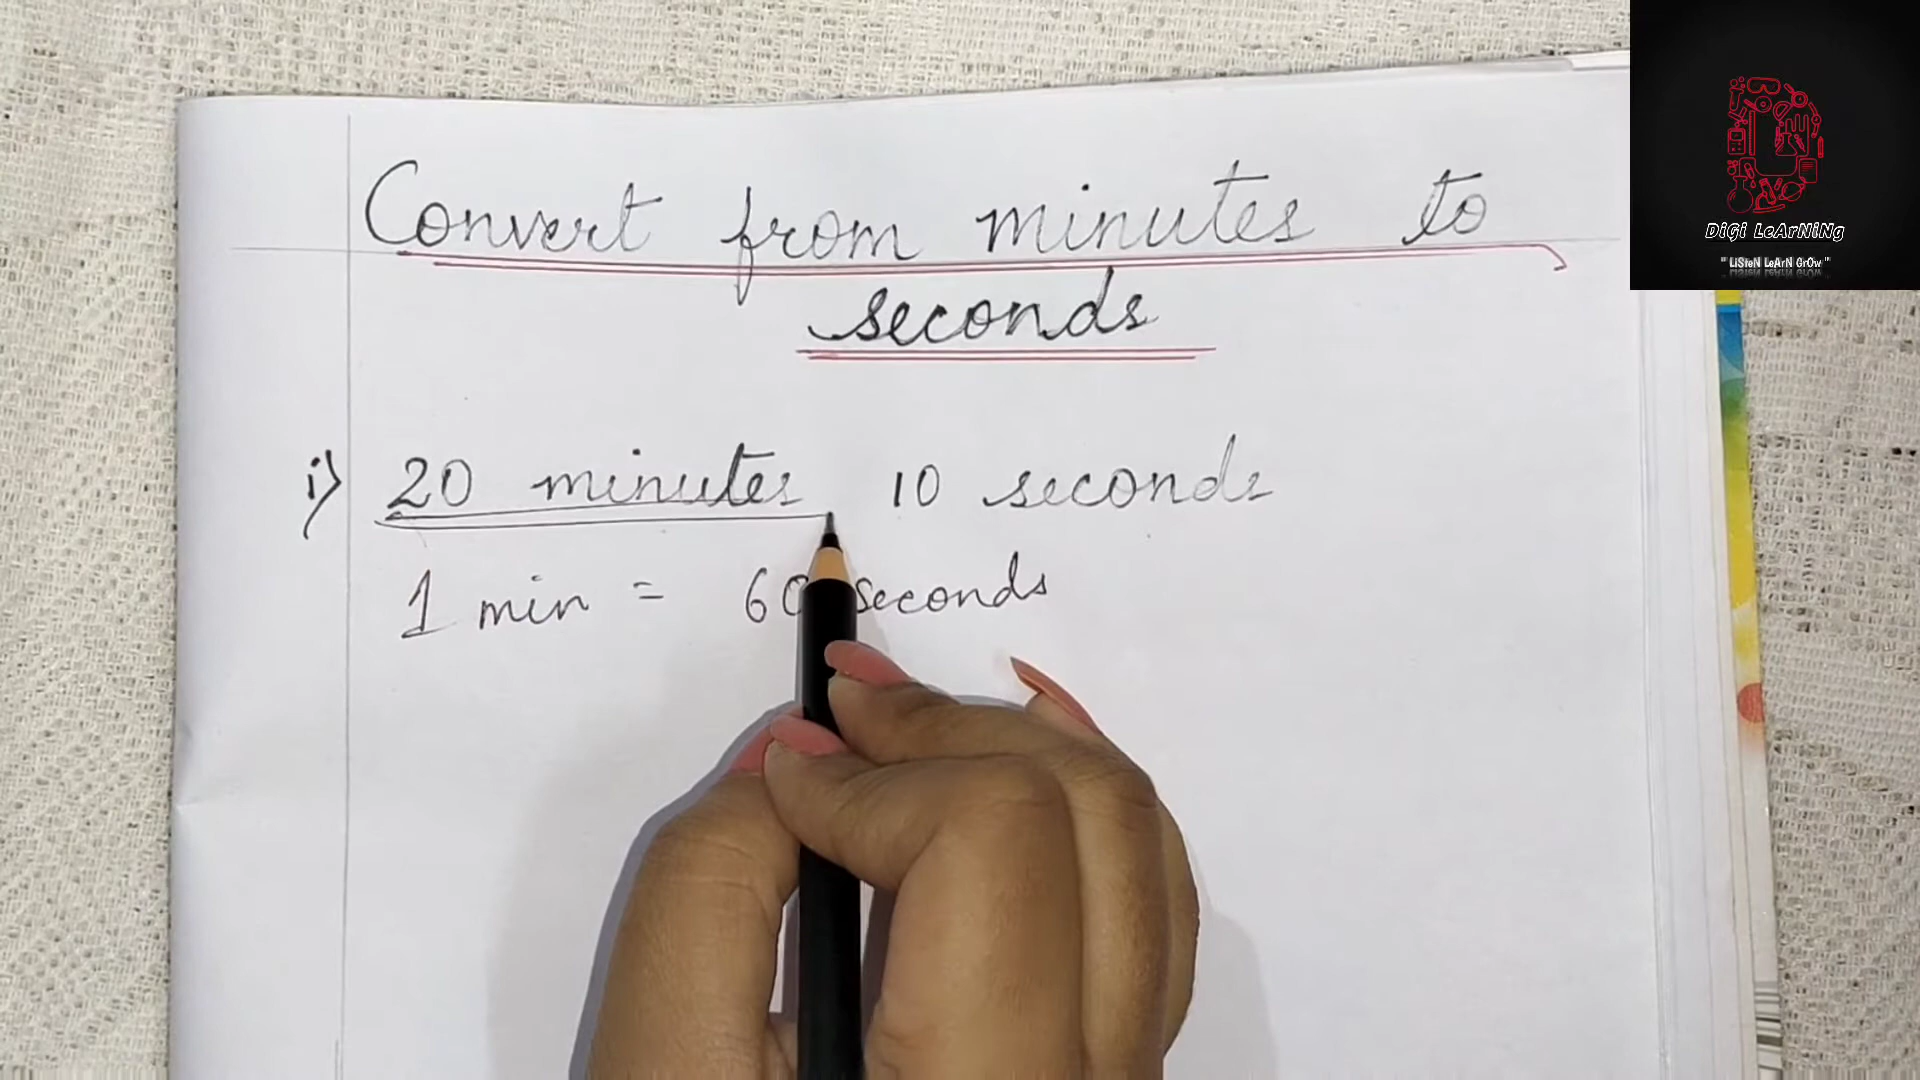 Convert from minutes to
seconds
i) 20 minutes 10 seconds
1 min = 60 seconds
DiGi LeArNiNg
" LiSteN LeArN GrOw "